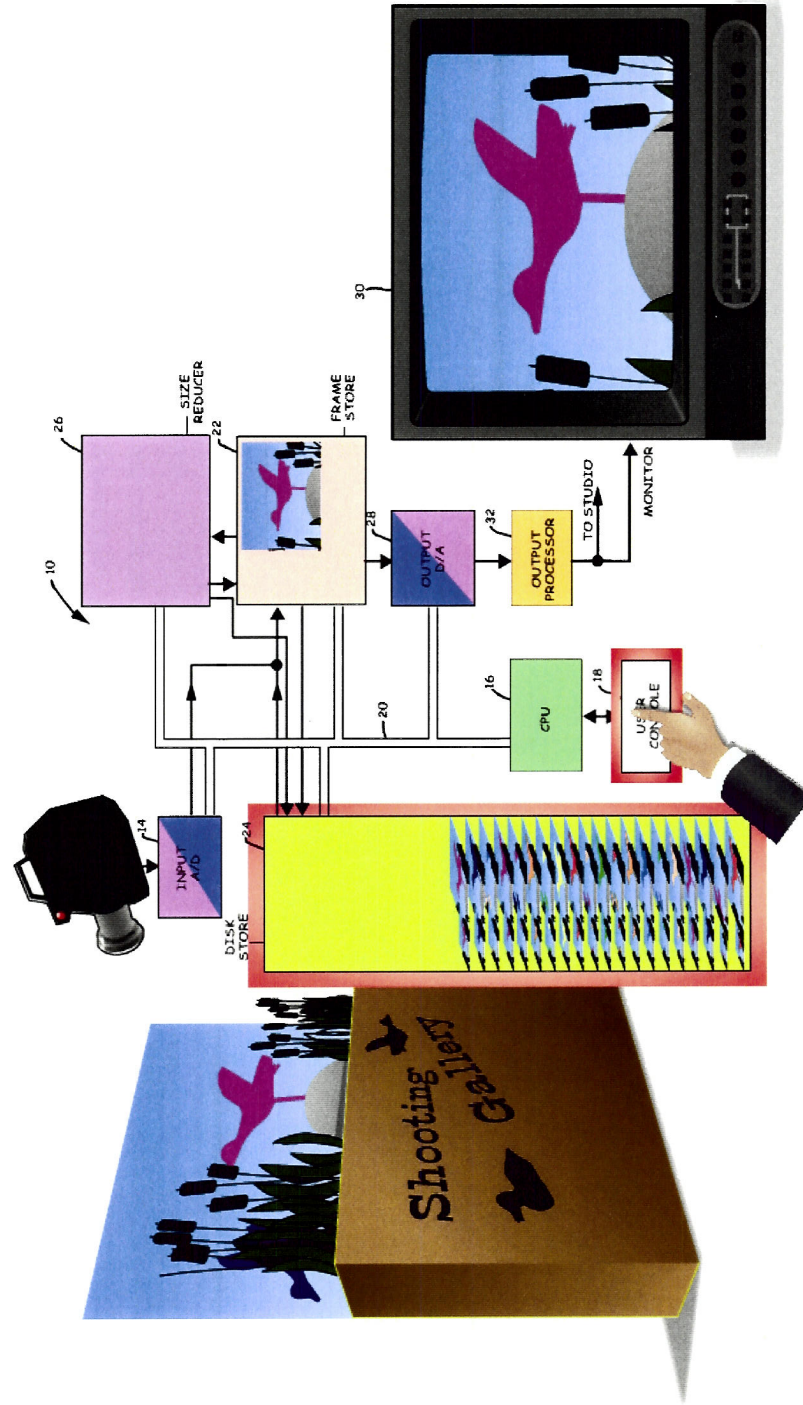 10
26
SIZE
REDUCER
22
FRAME
STORE
30
14
INPUT
A/D
28
OUTPUT
D/A
32
OUTPUT
PROCESSOR
TO STUDIO
MONITOR
20
16
CPU
18
USER
CONSOLE
DISK
STORE
24
Shooting
Gallery